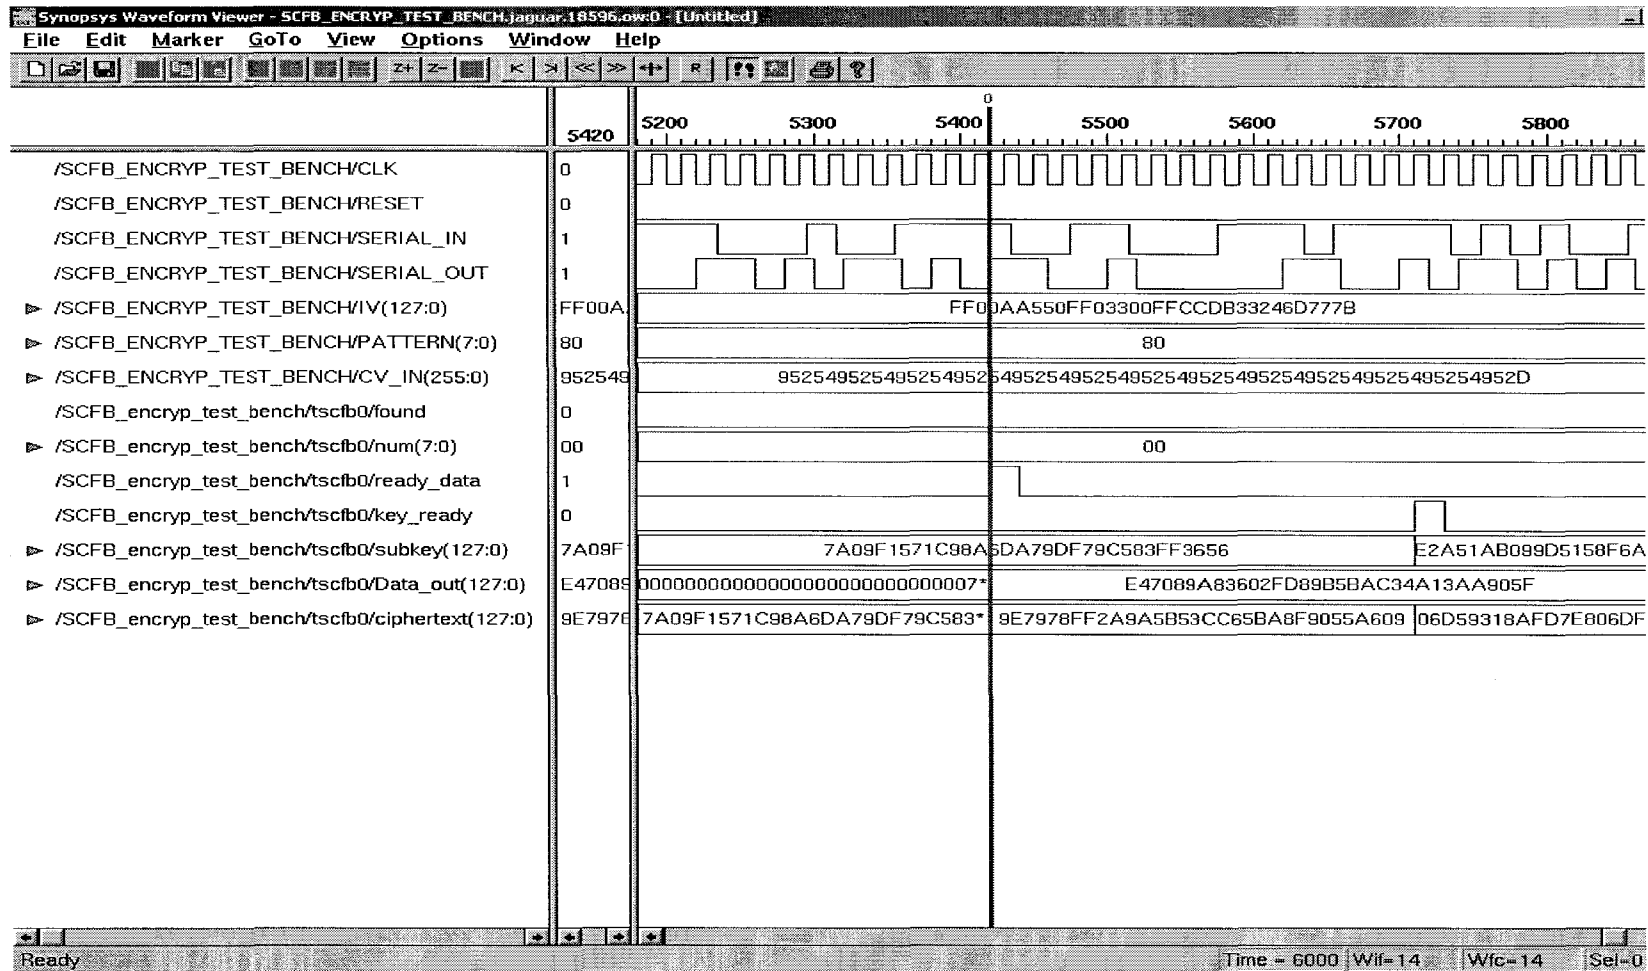 Synopsys Waveform Viewer - SCFB_ENCRYP_TEST_BENCH.jaguar.18596.ow:0 - [Untitled]
File Edit Marker GoTo View Options Window Help
Z+ Z- R
0
5420 5200 5300 5400 5500 5600 5700 5800
/SCFB_ENCRYP_TEST_BENCH/CLK 0
/SCFB_ENCRYP_TEST_BENCH/RESET 0
/SCFB_ENCRYP_TEST_BENCH/SERIAL_IN 1
/SCFB_ENCRYP_TEST_BENCH/SERIAL_OUT 1
/SCFB_ENCRYP_TEST_BENCH/IV(127:0) FF00A FF00AA550FF03300FFCCDB33246D777B
/SCFB_ENCRYP_TEST_BENCH/PATTERN(7:0) 80 80
/SCFB_ENCRYP_TEST_BENCH/CV_IN(255:0) 952549 952549525495254952549525495254952549525495254952549525495254952D
/SCFB_encryp_test_bench/tscfb0/found 0
/SCFB_encryp_test_bench/tscfb0/num(7:0) 00 00
/SCFB_encryp_test_bench/tscfb0/ready_data 1
/SCFB_encryp_test_bench/tscfb0/key_ready 0
/SCFB_encryp_test_bench/tscfb0/subkey(127:0) 7A09F1 7A09F1571C98A6DA79DF79C583FF3656 E2A51AB099D5158F6A
/SCFB_encryp_test_bench/tscfb0/Data_out(127:0) E47089 00000000000000000000000000007* E47089A83602FD89B5BAC34A13AA905F
/SCFB_encryp_test_bench/tscfb0/ciphertext(127:0) 9E7978 7A09F1571C98A6DA79DF79C583* 9E7978FF2A9A5B53CC65BA8F9055A609 06D59318AFD7E806DF
Ready Time = 6000 Wif=14 Wfc=14 Sel=0